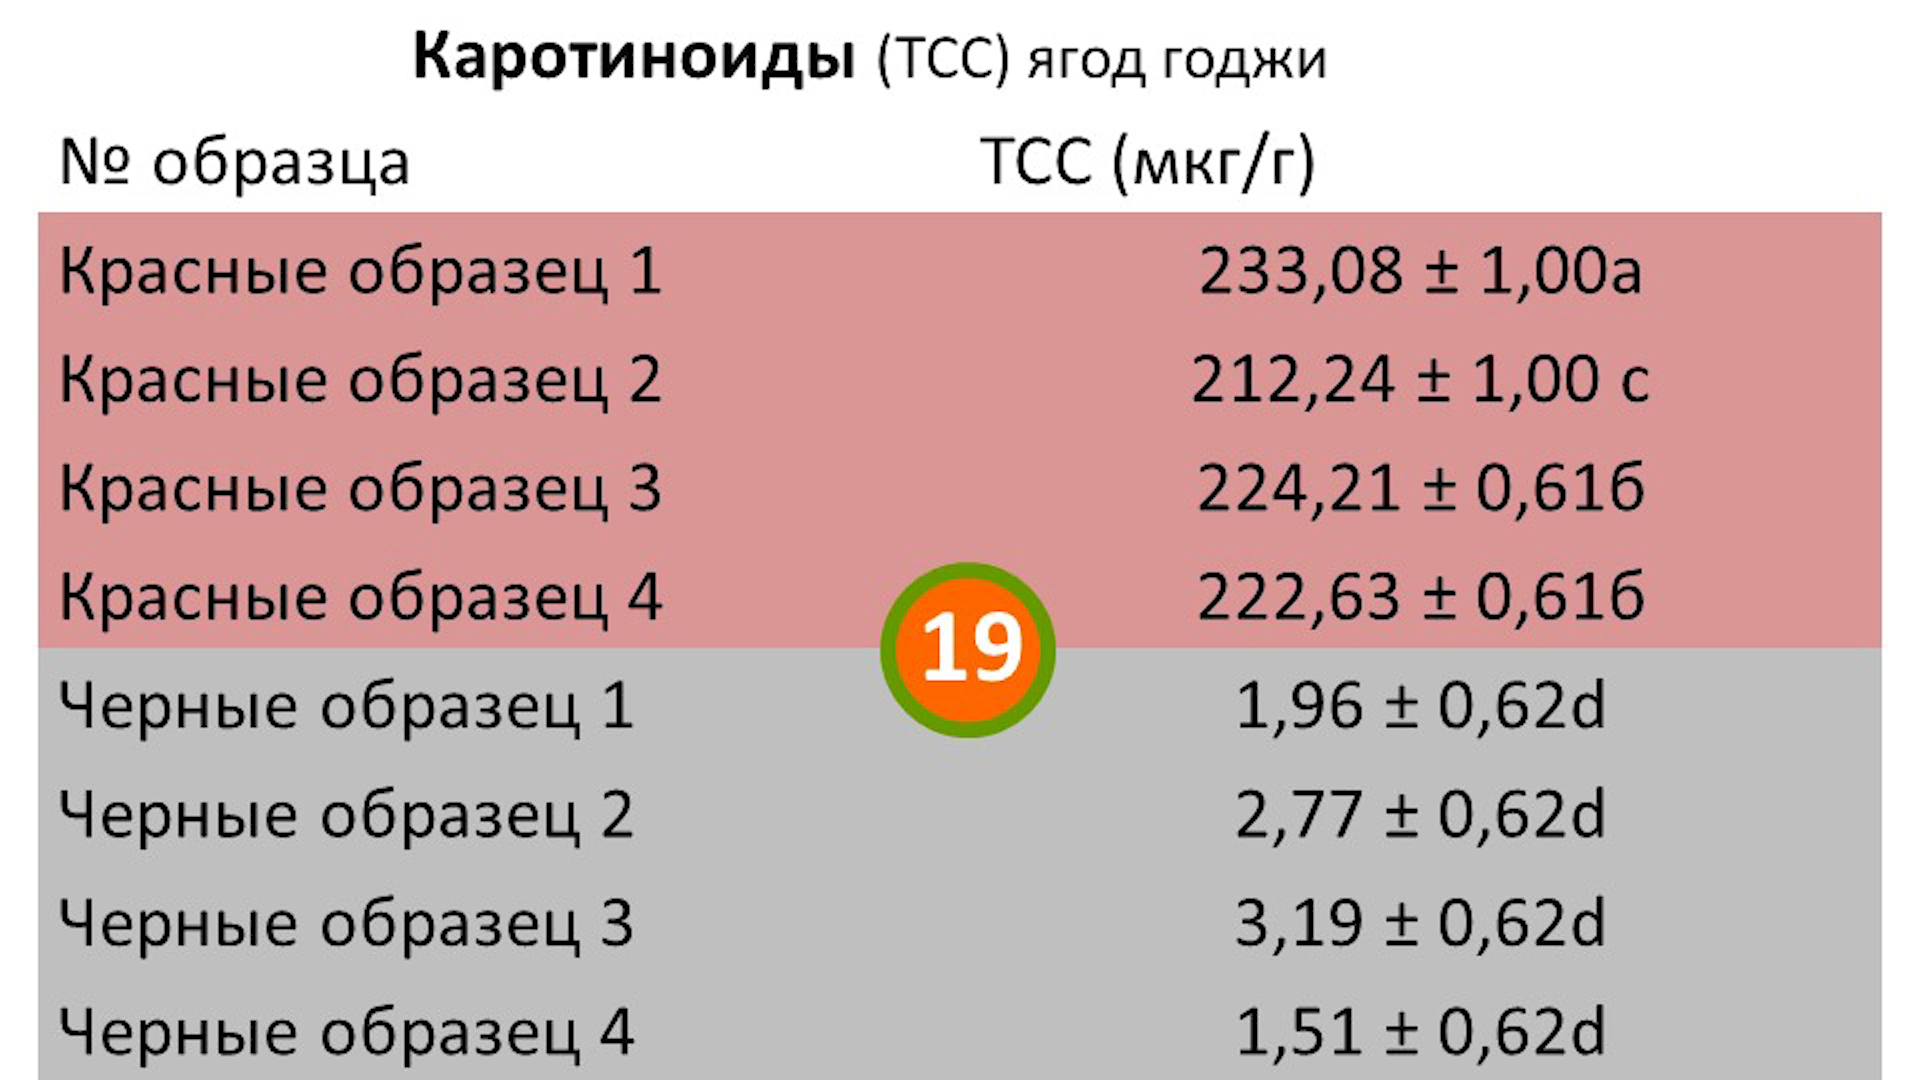 Каротиноиды (ТСС) ягод годжи
№ образца ТСС (мкг/г)
Красные образец 1 233,08 ± 1,00а
Красные образец 2 212,24 ± 1,00 с
Красные образец 3 224,21 ± 0,61б
Красные образец 4 222,63 ± 0,61б
19
Черные образец 1 1,96 ± 0,62d
Черные образец 2 2,77 ± 0,62d
Черные образец 3 3,19 ± 0,62d
Черные образец 4 1,51 ± 0,62d